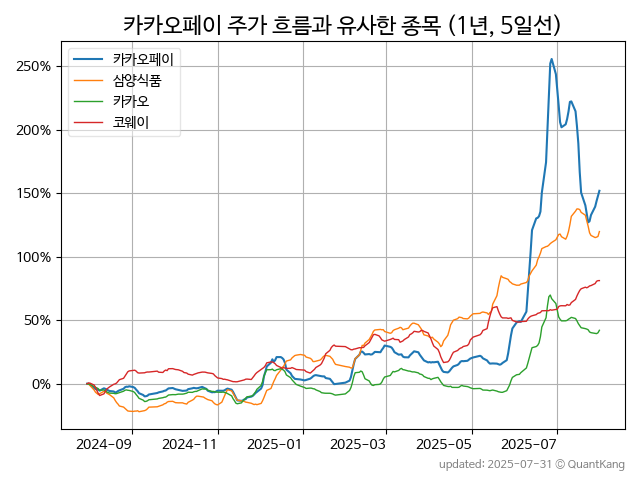 카카오페이 주가 흐름과 유사한 종목 (1년, 5일선)
카카오페이
삼양식품
카카오
코웨이
250%
200%
150%
100%
50%
0%
2024-09 2024-11 2025-01 2025-03 2025-05 2025-07
updated: 2025-07-31 © QuantKang